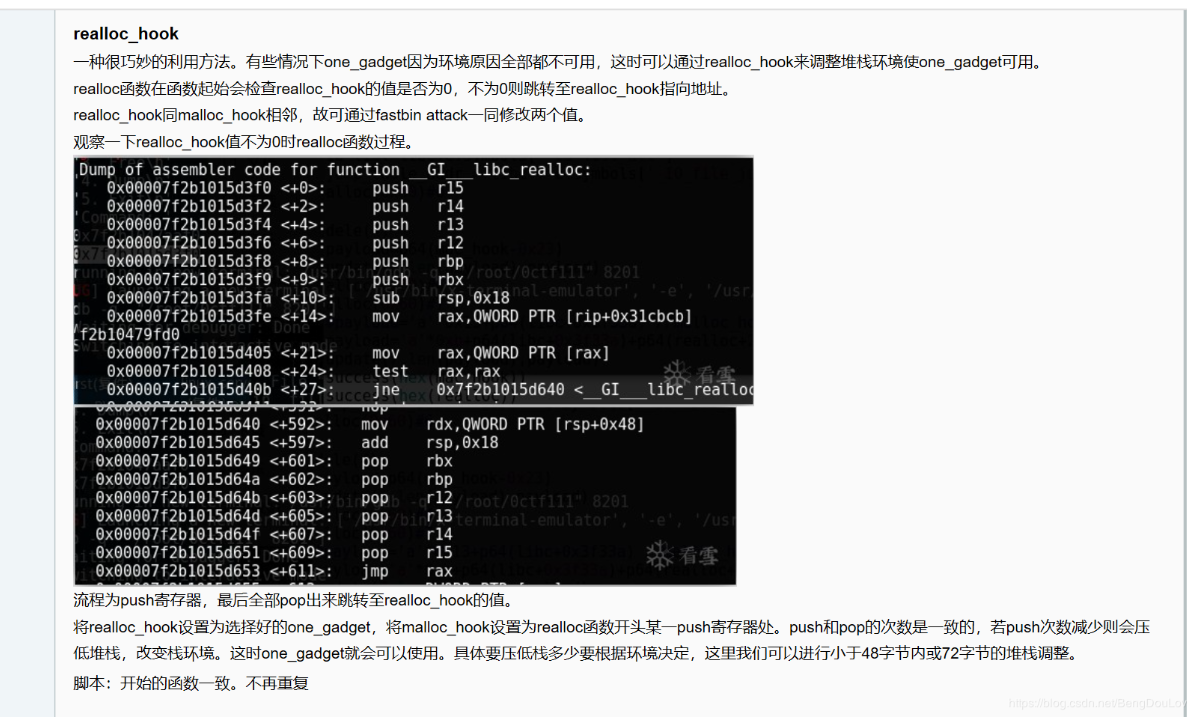 realloc_hook
一种很巧妙的利用方法。有些情况下one_gadget因为环境原因全部都不可用，这时可以通过realloc_hook来调整堆栈环境使one_gadget可用。
realloc函数在函数起始会检查realloc_hook的值是否为0，不为0则跳转至realloc_hook指向地址。
realloc_hook同malloc_hook相邻，故可通过fastbin attack一同修改两个值。
观察一下realloc_hook值不为0时realloc函数过程。
Dump of assembler code for function __GI___libc_realloc:
0x00007f2b1015d3f0 <+0>: push r15
0x00007f2b1015d3f2 <+2>: push r14
0x00007f2b1015d3f4 <+4>: push r13
0x00007f2b1015d3f6 <+6>: push r12
0x00007f2b1015d3f8 <+8>: push rbp
0x00007f2b1015d3f9 <+9>: push rbx
0x00007f2b1015d3fa <+10>: sub rsp,0x18
0x00007f2b1015d3fe <+14>: mov rax,QWORD PTR [rip+0x31cbcb]
f2b10479fd0
0x00007f2b1015d405 <+21>: mov rax,QWORD PTR [rax]
0x00007f2b1015d408 <+24>: test rax,rax
0x00007f2b1015d40b <+27>: jne 0x7f2b1015d640 <__GI___libc_realloc
看雪
0x00007f2b1015d640 <+592>: mov rdx,QWORD PTR [rsp+0x48]
0x00007f2b1015d645 <+597>: add rsp,0x18
0x00007f2b1015d649 <+601>: pop rbx
0x00007f2b1015d64a <+602>: pop rbp
0x00007f2b1015d64b <+603>: pop r12
0x00007f2b1015d64d <+605>: pop r13
0x00007f2b1015d64f <+607>: pop r14
0x00007f2b1015d651 <+609>: pop r15
0x00007f2b1015d653 <+611>: jmp rax
看雪
流程为push寄存器，最后全部pop出来跳转至realloc_hook的值。
将realloc_hook设置为选择好的one_gadget，将malloc_hook设置为realloc函数开头某一push寄存器处。push和pop的次数是一致的，若push次数减少则会压
低堆栈，改变栈环境。这时one_gadget就会可以使用。具体要压低栈多少要根据环境决定，这里我们可以进行小于48字节内或72字节的堆栈调整。
脚本：开始的函数一致。不再重复
https://blog.csdn.net/BengDouLo